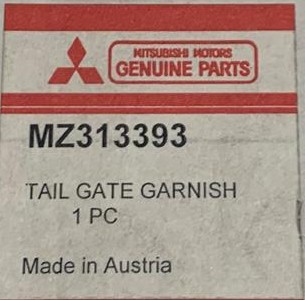 MITSUBISHI MOTORS
GENUINE PARTS
MZ313393
TAIL GATE GARNISH
1 PC
Made in Austria